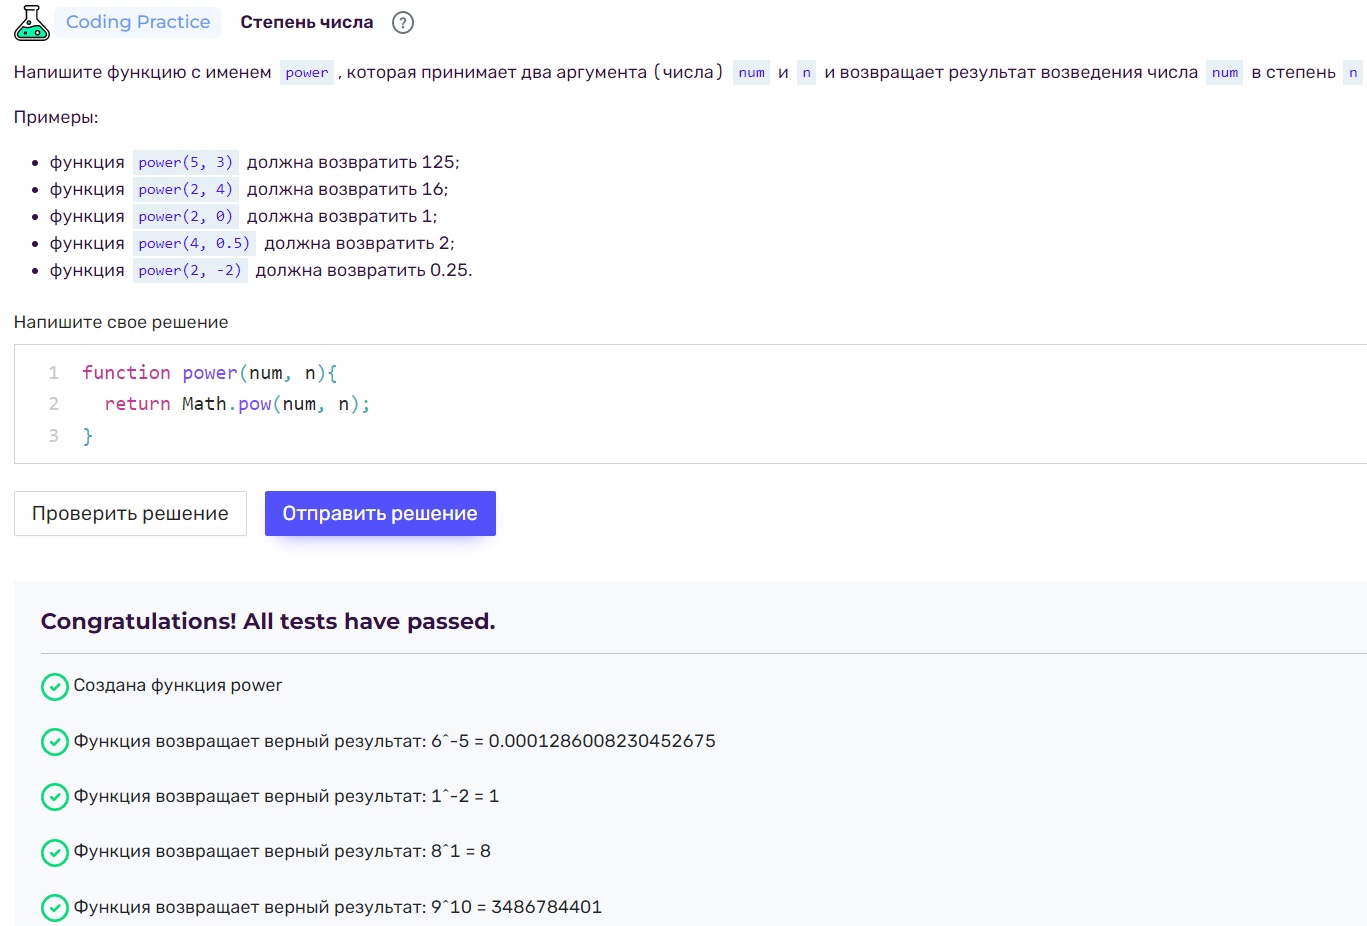 Coding Practice Степень числа ?
Напишите функцию с именем power , которая принимает два аргумента (числа) num и n и возвращает результат возведения числа num в степень n
Примеры:
функция power(5, 3) должна возвратить 125;
функция power(2, 4) должна возвратить 16;
функция power(2, 0) должна возвратить 1;
функция power(4, 0.5) должна возвратить 2;
функция power(2, -2) должна возвратить 0.25.
Напишите свое решение
1 function power(num, n){
2 return Math.pow(num, n);
3 }
Проверить решение Отправить решение
Congratulations! All tests have passed.
Создана функция power
Функция возвращает верный результат: 6^-5 = 0.0001286008230452675
Функция возвращает верный результат: 1^-2 = 1
Функция возвращает верный результат: 8^1 = 8
Функция возвращает верный результат: 9^10 = 3486784401